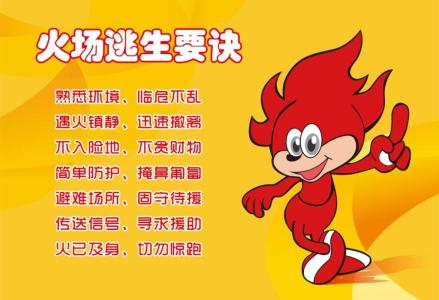 火场逃生要诀
熟悉环境、临危不乱
遇火镇静、迅速撤离
不入险地、不贪财物
简单防护、掩鼻匍匐
避难场所、固守待援
传送信号、寻求援助
火已及身、切勿惊跑